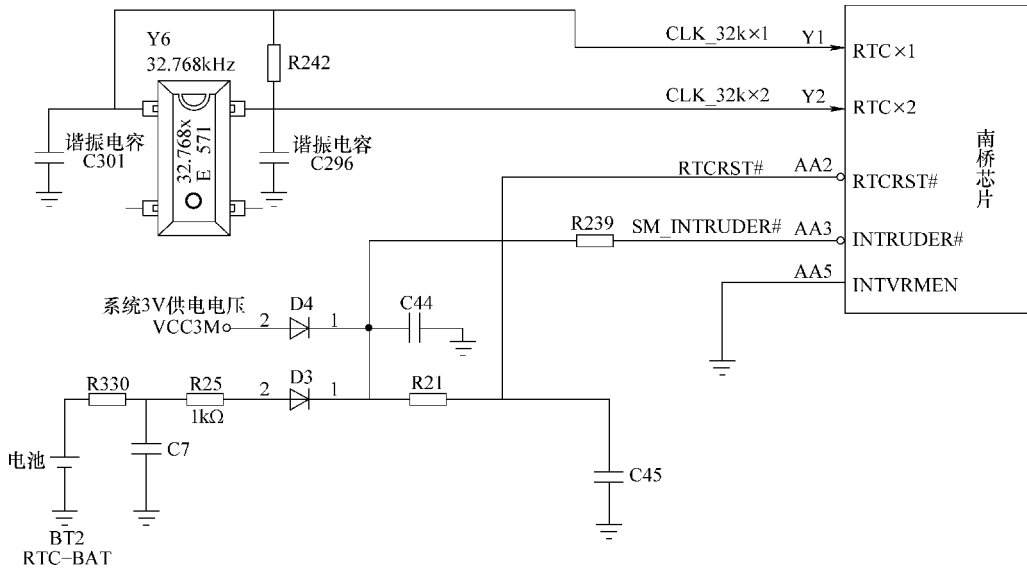 Y6
32.768kHz
R242
CLK_32k×1
Y1
RTC×1
CLK_32k×2
Y2
RTC×2
谐振电容
C301
32.768x
E 571
谐振电容
C296
南桥芯片
RTCRST#
AA2
RTCRST#
R239
SM_INTRUDER#
AA3
INTRUDER#
AA5
INTVRMEN
系统3V供电电压
VCC3M
2
D4
1
C44
R330
R25
1kΩ
2
D3
1
R21
电池
C7
C45
BT2
RTC-BAT